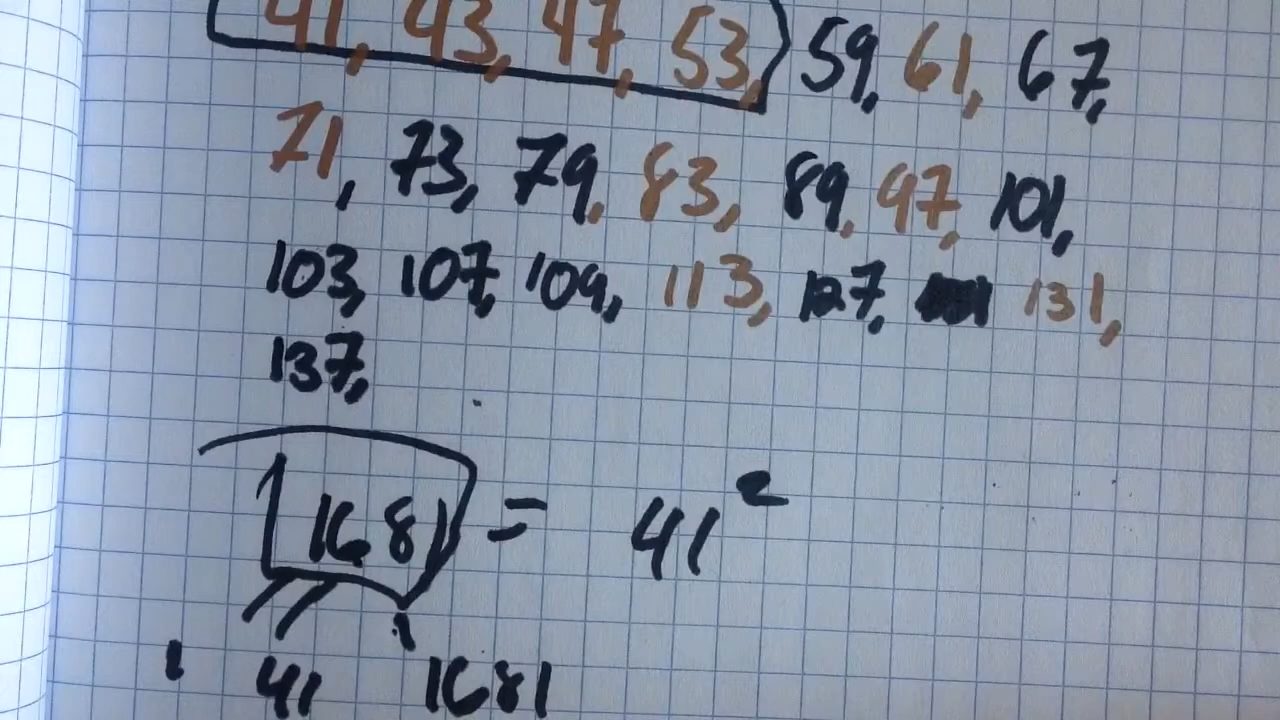 41, 43, 47, 53, 59, 61, 67,
71, 73, 79, 83, 89, 97, 101,
103, 107, 109, 113, 127, 131,
137,
1681 = 41²
1 41 1681